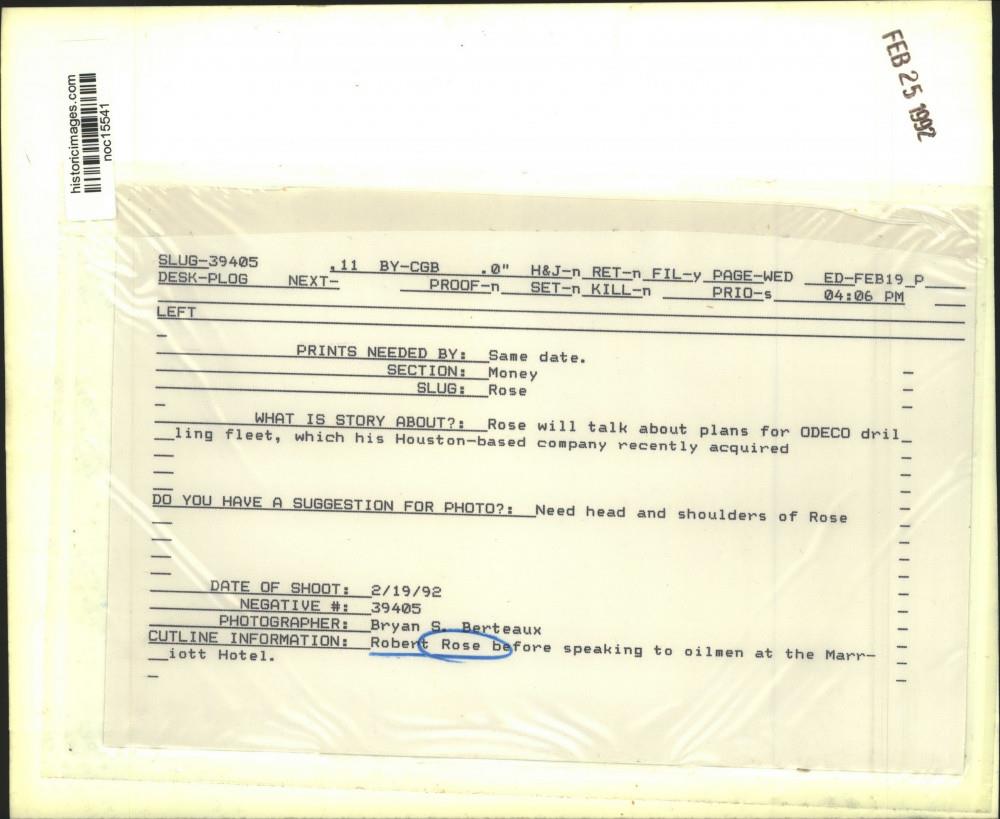 FEB 25 1992
historicimages.com
noc15541
SLUG-39405 .11 BY-CGB .0" H&J-n RET-n FIL-y PAGE-WED ED-FEB19 P
DESK-PLOG NEXT- PROOF-n SET-n KILL-n PRIO-s 04:06 PM
LEFT
PRINTS NEEDED BY: Same date.
SECTION: Money
SLUG: Rose
WHAT IS STORY ABOUT?: Rose will talk about plans for ODECO dril
ling fleet, which his Houston-based company recently acquired
DO YOU HAVE A SUGGESTION FOR PHOTO?: Need head and shoulders of Rose
DATE OF SHOOT: 2/19/92
NEGATIVE #: 39405
PHOTOGRAPHER: Bryan S. Berteaux
CUTLINE INFORMATION: Robert Rose before speaking to oilmen at the Marr-
iott Hotel.